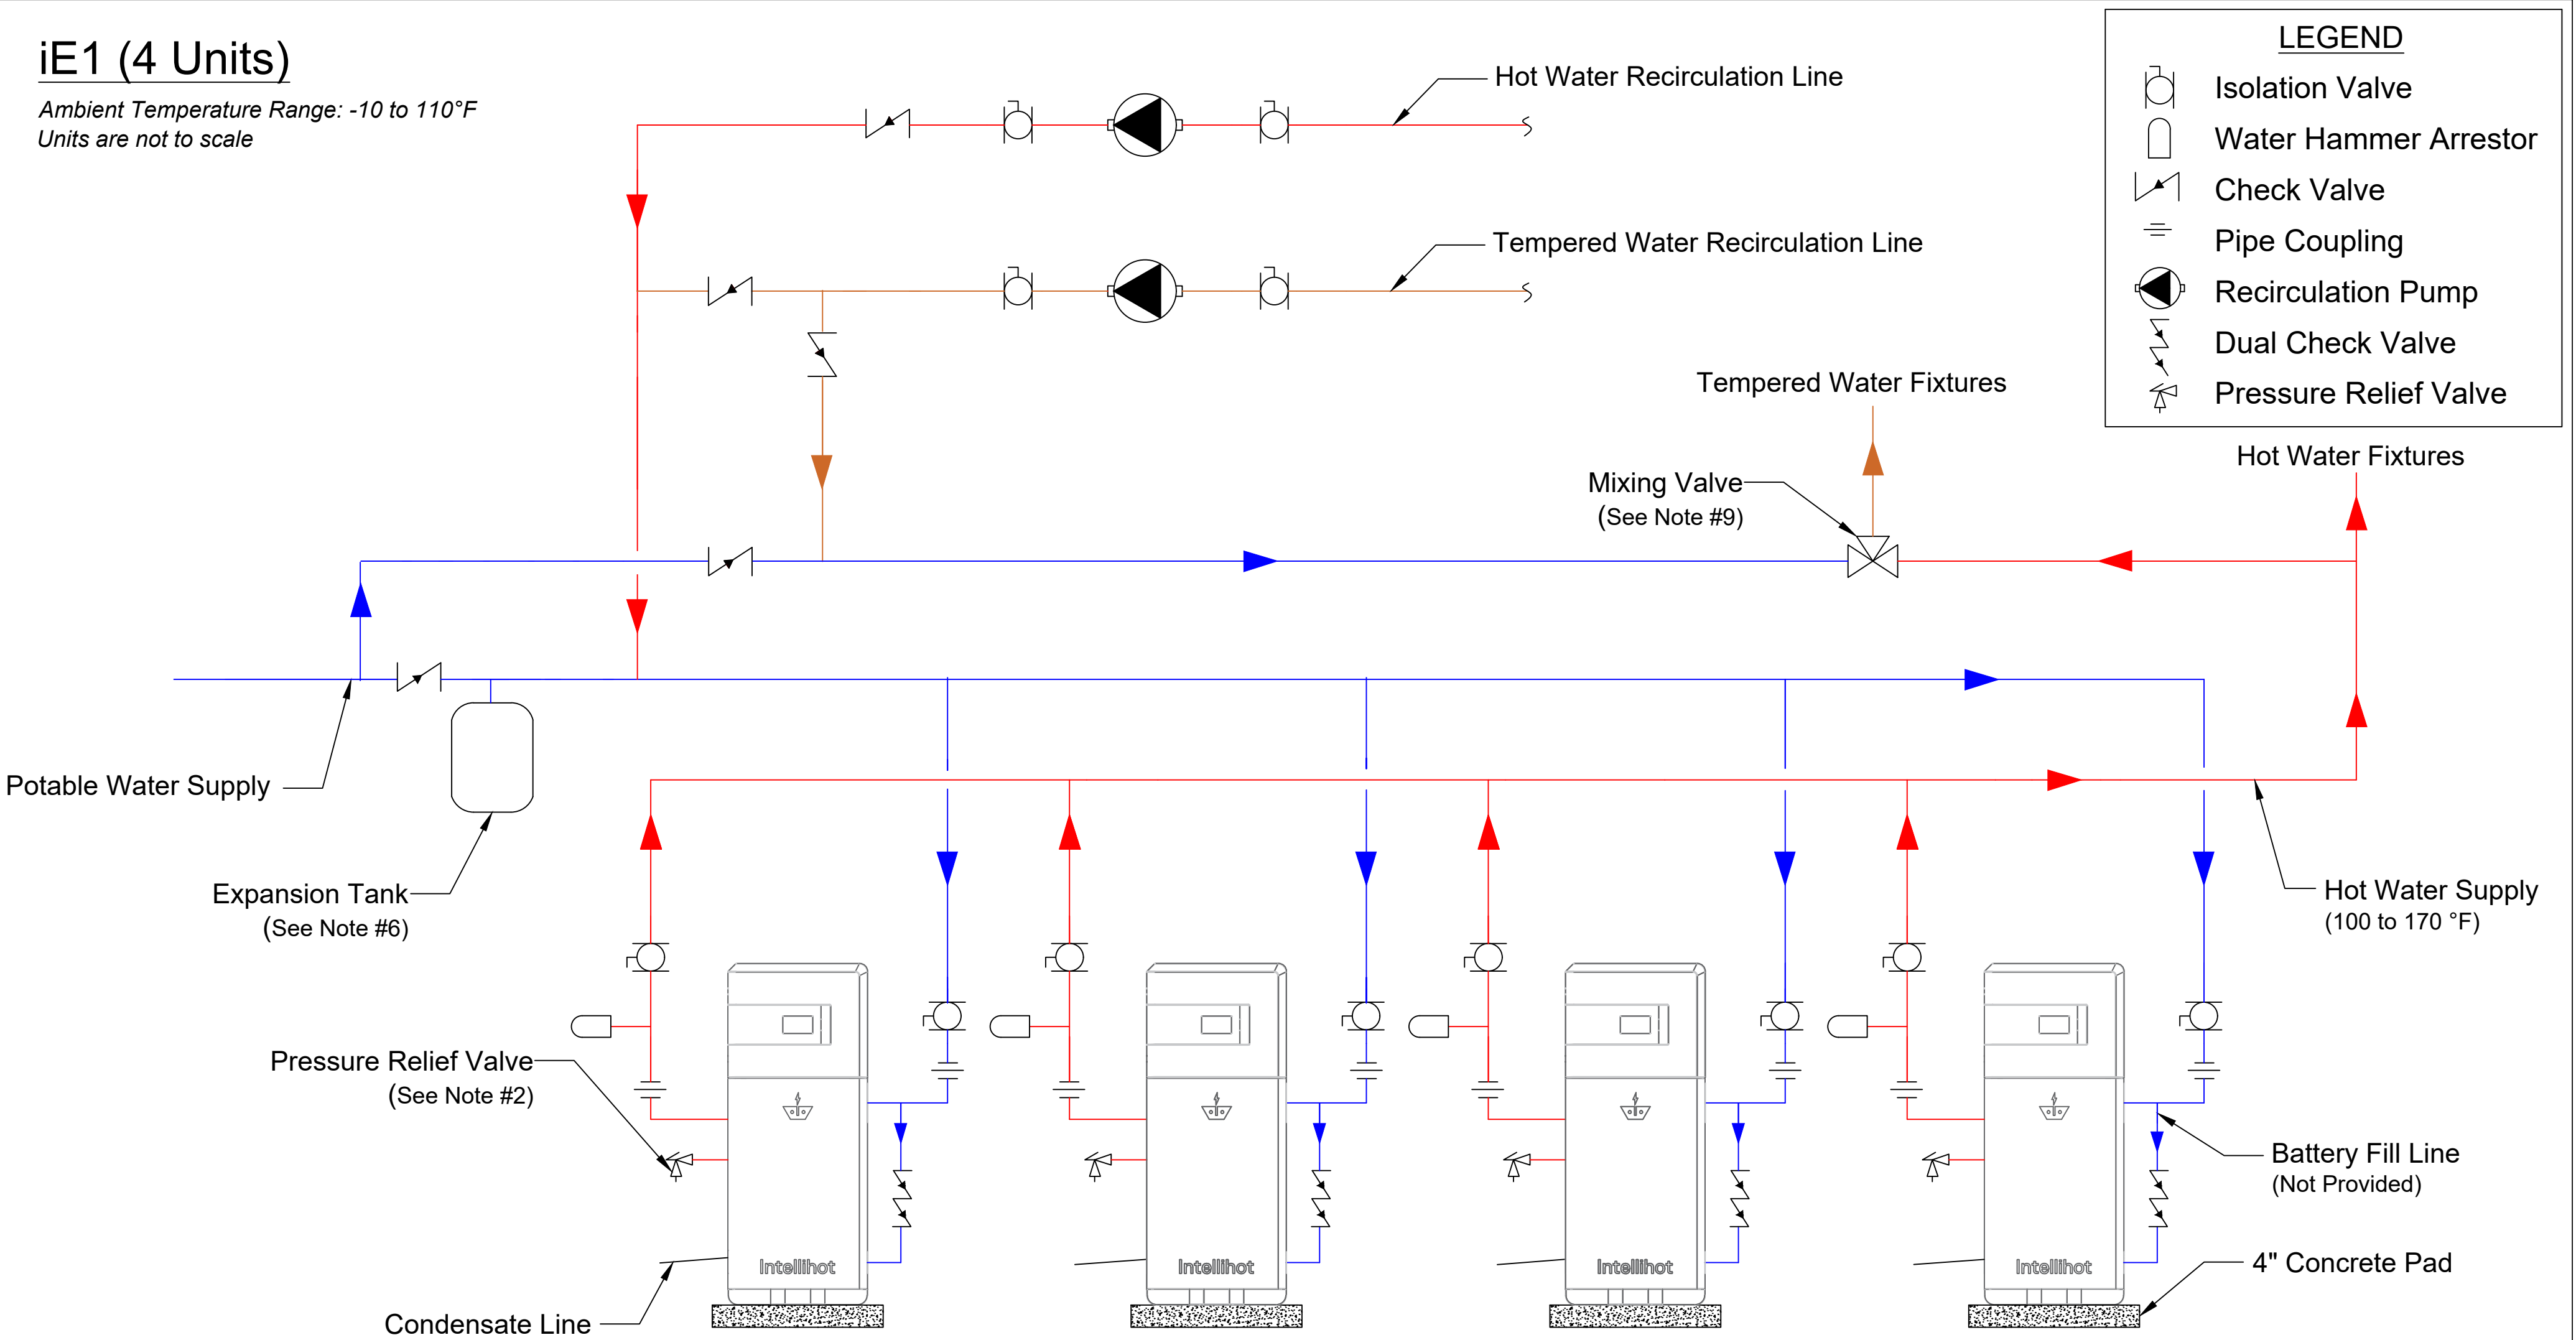 iE1 (4 Units)
Ambient Temperature Range: -10 to 110°F
Units are not to scale
Hot Water Recirculation Line
Tempered Water Recirculation Line
LEGEND
Isolation Valve
Water Hammer Arrestor
Check Valve
Pipe Coupling
Recirculation Pump
Dual Check Valve
Pressure Relief Valve
Tempered Water Fixtures
Hot Water Fixtures
Mixing Valve
(See Note #9)
Potable Water Supply
Expansion Tank
(See Note #6)
Hot Water Supply
(100 to 170 °F)
Pressure Relief Valve
(See Note #2)
Battery Fill Line
(Not Provided)
Intellihot
Intellihot
Intellihot
Intellihot
4" Concrete Pad
Condensate Line